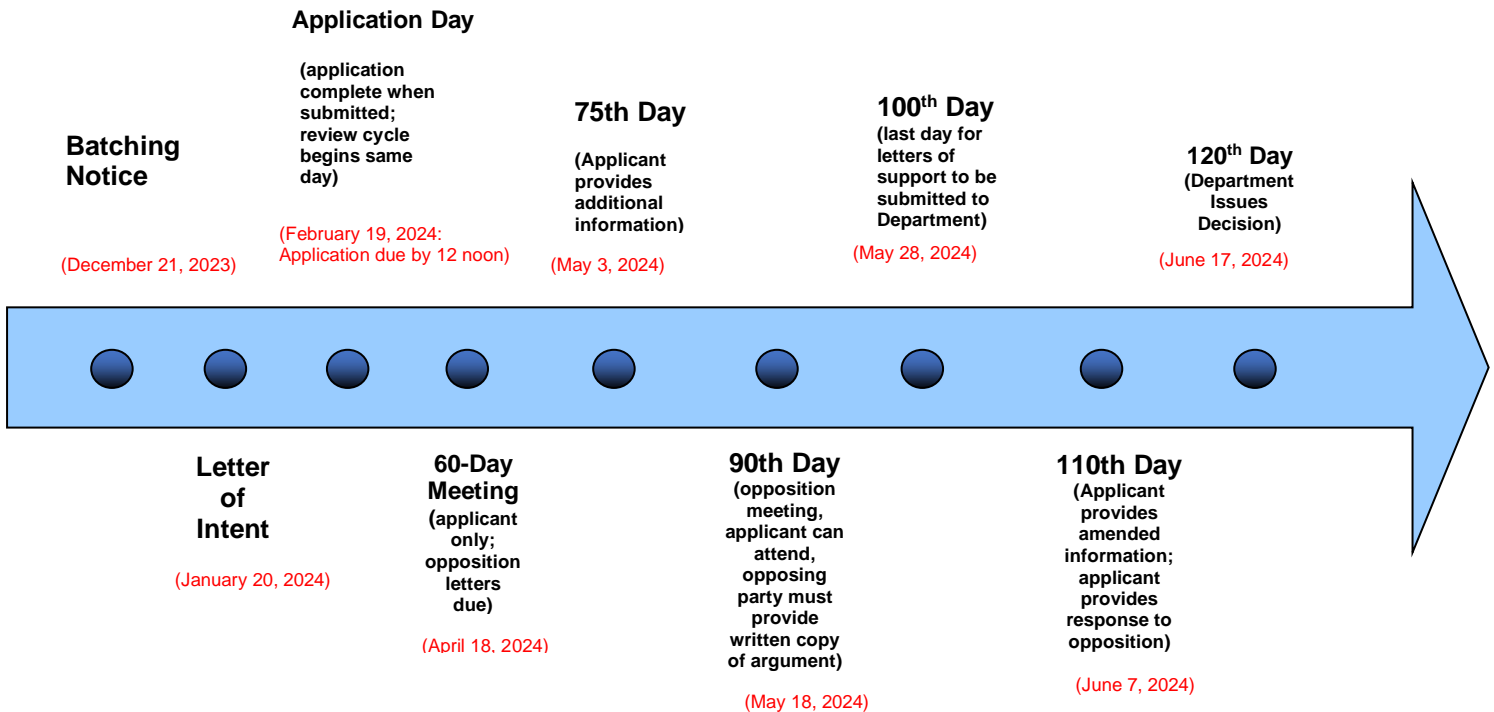 Batching
Notice
(December 21, 2023)
Letter
of
Intent
(January 20, 2024)
Application Day
(application
complete when
submitted;
review cycle
begins same
day)
(February 19, 2024:
Application due by 12 noon)
60-Day
Meeting
(applicant
only;
opposition
letters
due)
(April 18, 2024)
75th Day
(Applicant
provides
additional
information)
(May 3, 2024)
90th Day
(opposition
meeting,
applicant can
attend,
opposing
party must
provide
written copy
of argument)
(May 18, 2024)
100th Day
(last day for
letters of
support to be
submitted to
Department)
(May 28, 2024)
110th Day
(Applicant
provides
amended
information;
applicant
provides
response to
opposition)
(June 7, 2024)
120th Day
(Department
Issues
Decision)
(June 17, 2024)